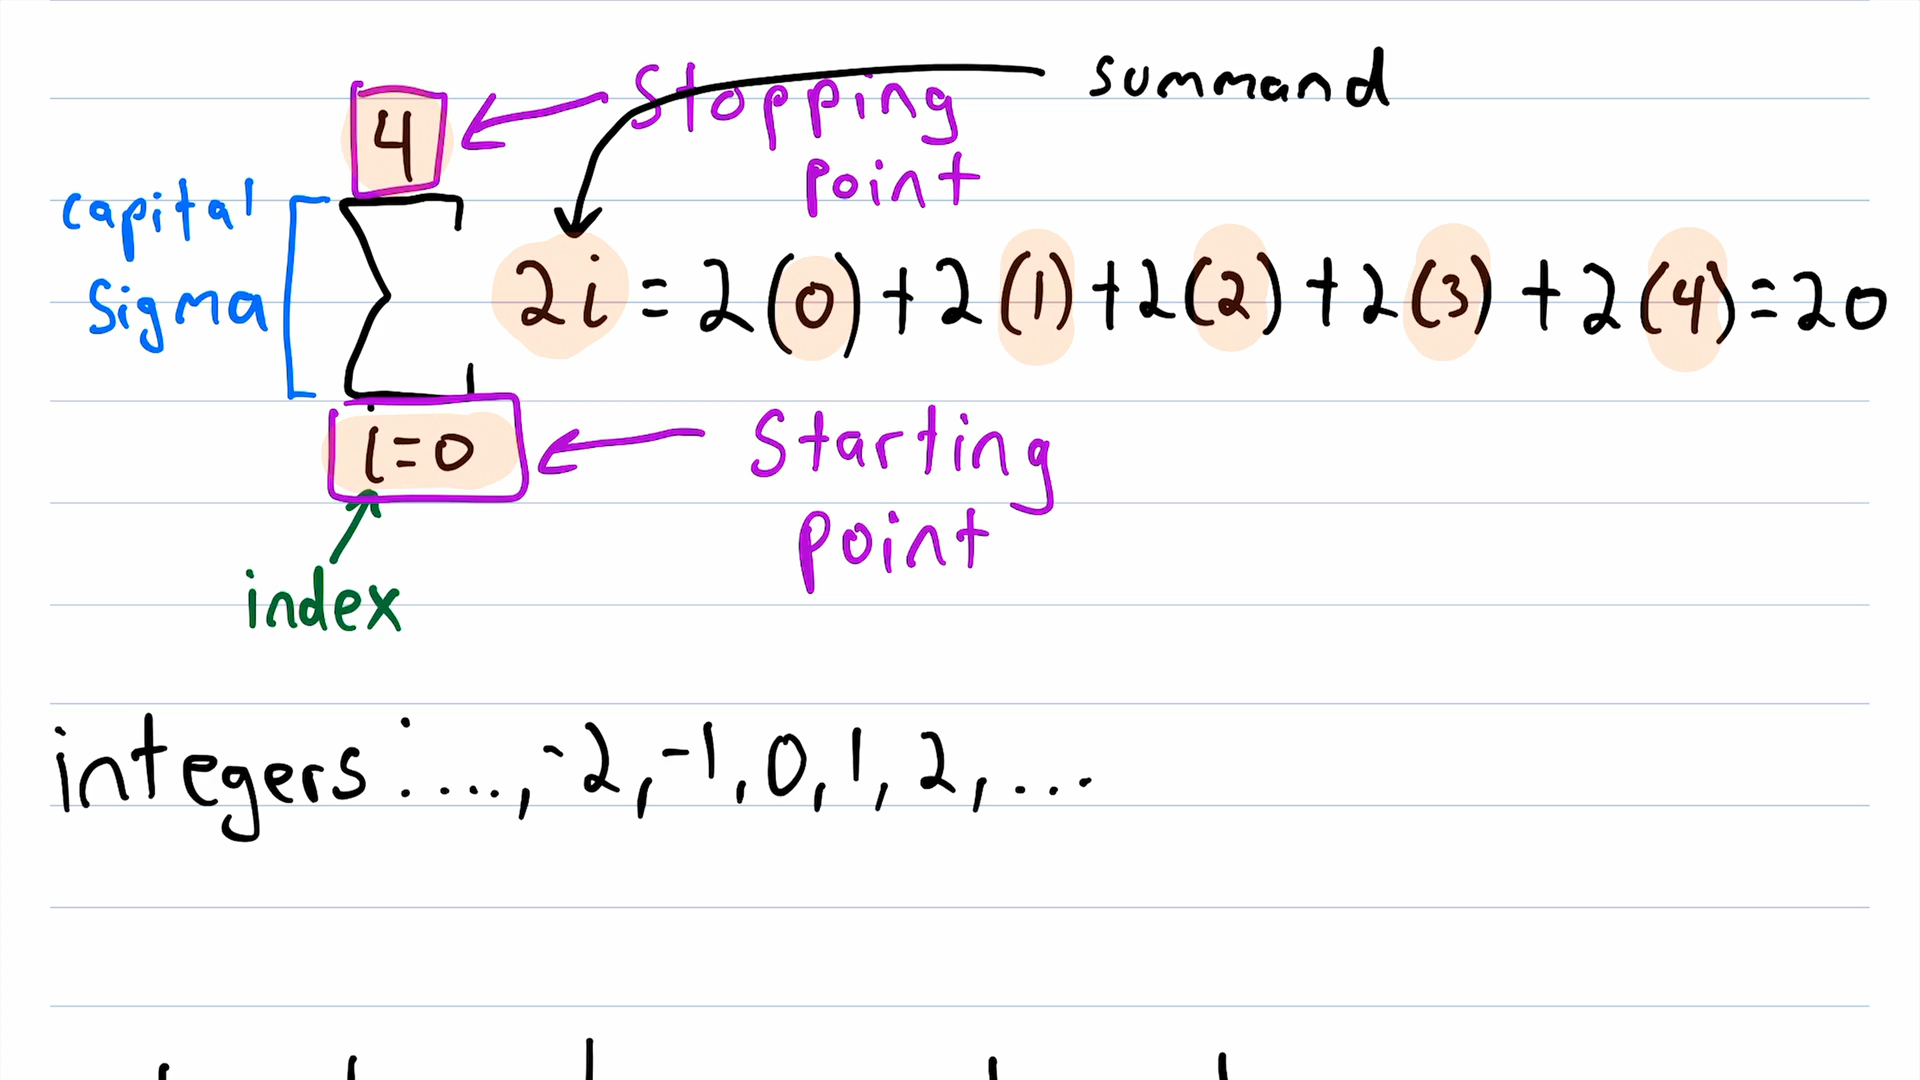 summand
Stopping
point
4
capital
Sigma
Σ 2i = 2(0) + 2(1) + 2(2) + 2(3) + 2(4) = 20
i=0
Starting
point
index
integers: ..., -2, -1, 0, 1, 2, ...